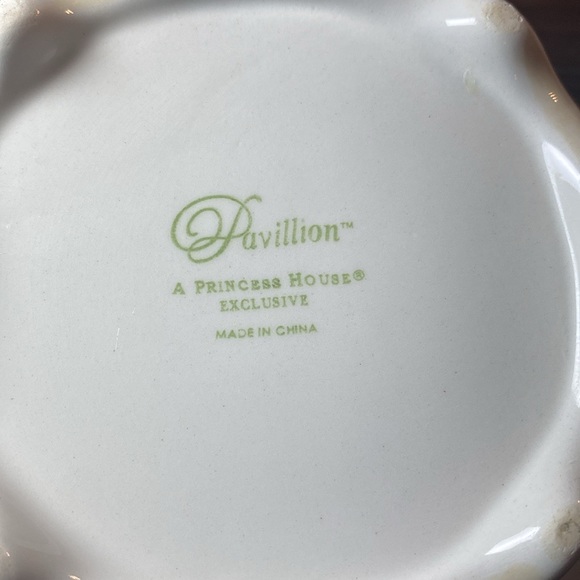 Pavillion™
A PRINCESS HOUSE®
EXCLUSIVE
MADE IN CHINA